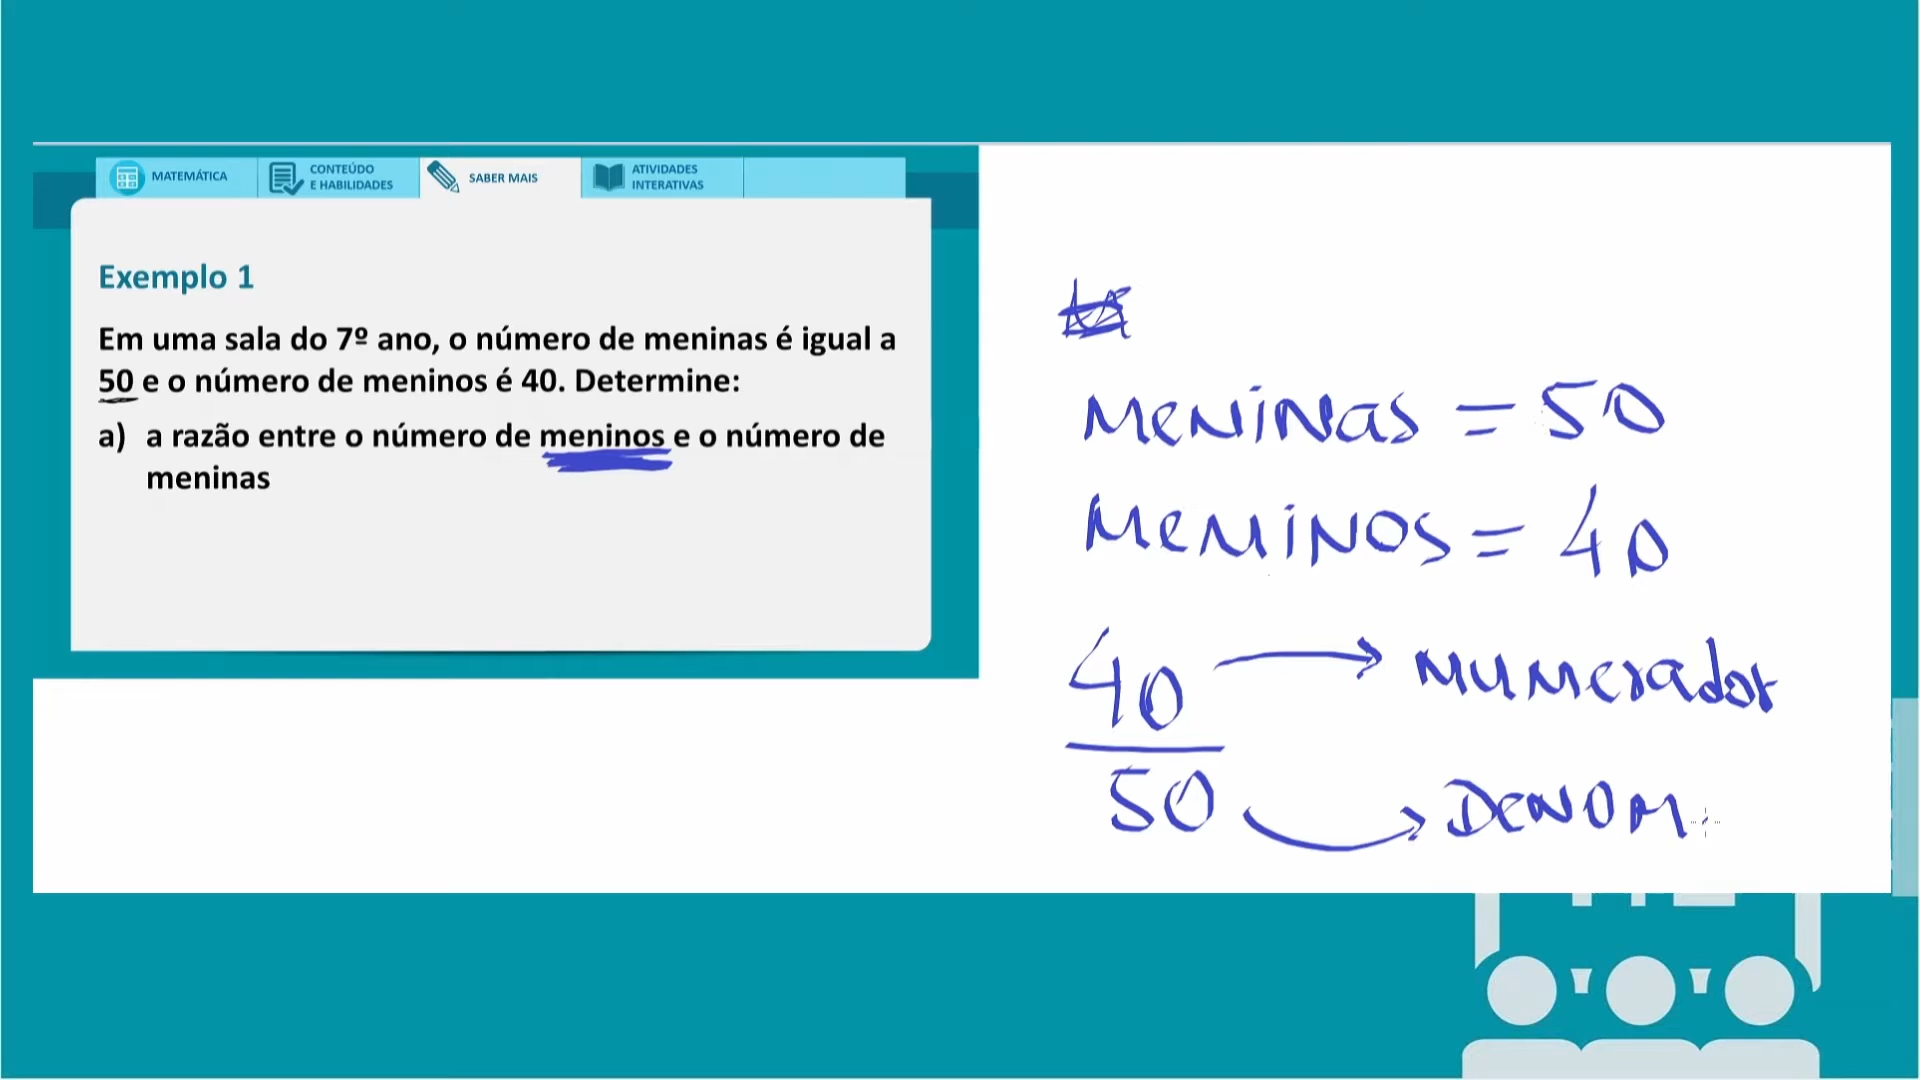 MATEMÁTICA
CONTEÚDO
E HABILIDADES
SABER MAIS
ATIVIDADES
INTERATIVAS
Exemplo 1
Em uma sala do 7º ano, o número de meninas é igual a
50 e o número de meninos é 40. Determine:
a) a razão entre o número de meninos e o número de
meninas
MENINAS = 50
MENINOS = 40
40 → NUMERADOR
50 → DENOM